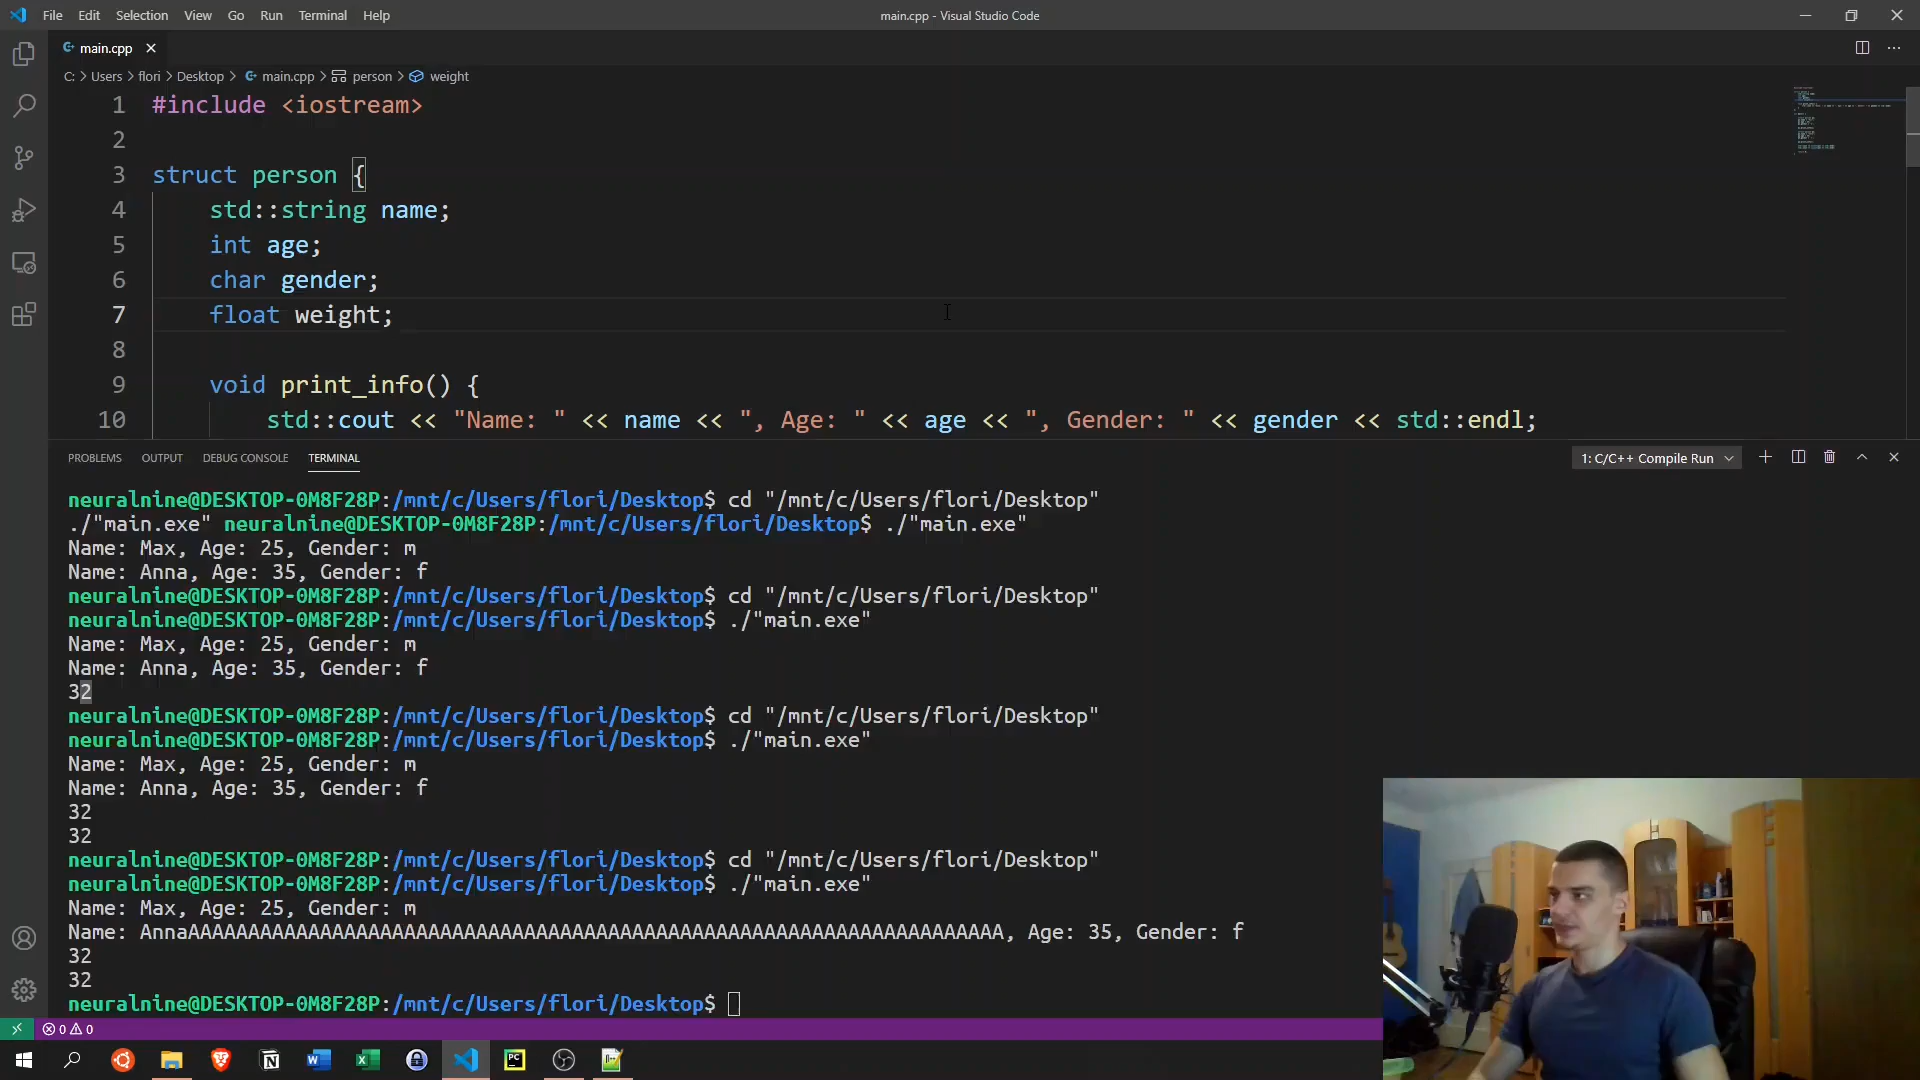 File Edit Selection View Go Run Terminal Help
main.cpp - Visual Studio Code
main.cpp
C: > Users > flori > Desktop > main.cpp > person > weight
1 #include <iostream>
2
3 struct person {
4 std::string name;
5 int age;
6 char gender;
7 float weight;
8
9 void print_info() {
10 std::cout << "Name: " << name << ", Age: " << age << ", Gender: " << gender << std::endl;
PROBLEMS OUTPUT DEBUG CONSOLE TERMINAL
1: C/C++ Compile Run
neuralnine@DESKTOP-0M8F28P:/mnt/c/Users/flori/Desktop$ cd "/mnt/c/Users/flori/Desktop"
./"main.exe" neuralnine@DESKTOP-0M8F28P:/mnt/c/Users/flori/Desktop$ ./"main.exe"
Name: Max, Age: 25, Gender: m
Name: Anna, Age: 35, Gender: f
neuralnine@DESKTOP-0M8F28P:/mnt/c/Users/flori/Desktop$ cd "/mnt/c/Users/flori/Desktop"
neuralnine@DESKTOP-0M8F28P:/mnt/c/Users/flori/Desktop$ ./"main.exe"
Name: Max, Age: 25, Gender: m
Name: Anna, Age: 35, Gender: f
32
neuralnine@DESKTOP-0M8F28P:/mnt/c/Users/flori/Desktop$ cd "/mnt/c/Users/flori/Desktop"
neuralnine@DESKTOP-0M8F28P:/mnt/c/Users/flori/Desktop$ ./"main.exe"
Name: Max, Age: 25, Gender: m
Name: Anna, Age: 35, Gender: f
32
32
neuralnine@DESKTOP-0M8F28P:/mnt/c/Users/flori/Desktop$ cd "/mnt/c/Users/flori/Desktop"
neuralnine@DESKTOP-0M8F28P:/mnt/c/Users/flori/Desktop$ ./"main.exe"
Name: Max, Age: 25, Gender: m
Name: AnnaAAAAAAAAAAAAAAAAAAAAAAAAAAAAAAAAAAAAAAAAAAAAAAAAAAAAAAAAAAAAAAAAAAAA, Age: 35, Gender: f
32
32
neuralnine@DESKTOP-0M8F28P:/mnt/c/Users/flori/Desktop$
0 0